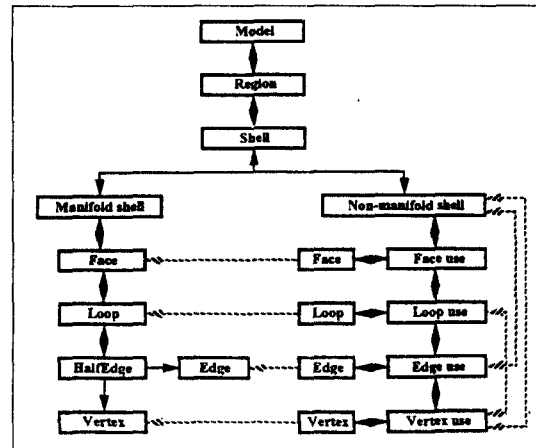 Model
Region
Shell
Manifold shell
Non-manifold shell
Face
Face
Face use
Loop
Loop
Loop use
HalfEdge
Edge
Edge
Edge use
Vertex
Vertex
Vertex use